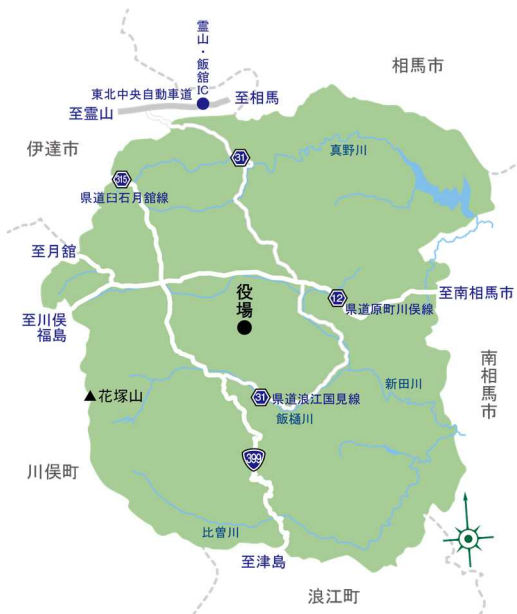 霊山・飯舘IC
相馬市
東北中央自動車道
至相馬
至霊山
伊達市
31
真野川
315
県道臼石月舘線
至月舘
役場
12
至南相馬市
県道原町川俣線
至川俣
福島
南相馬市
新田川
▲花塚山
31
県道浪江国見線
飯樋川
399
川俣町
比曽川
至津島
浪江町